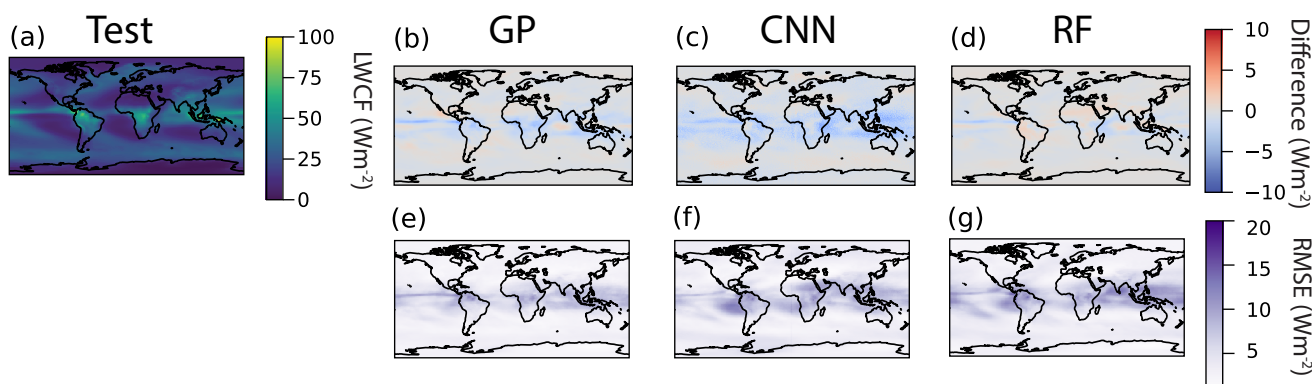 (a) Test
100
75
50
25
0
LWCF (Wm-2)
(b) GP
(c) CNN
(d) RF
10
5
0
−5
−10
Difference (Wm-2)
(e)
(f)
(g)
20
15
10
5
RMSE (Wm-2)